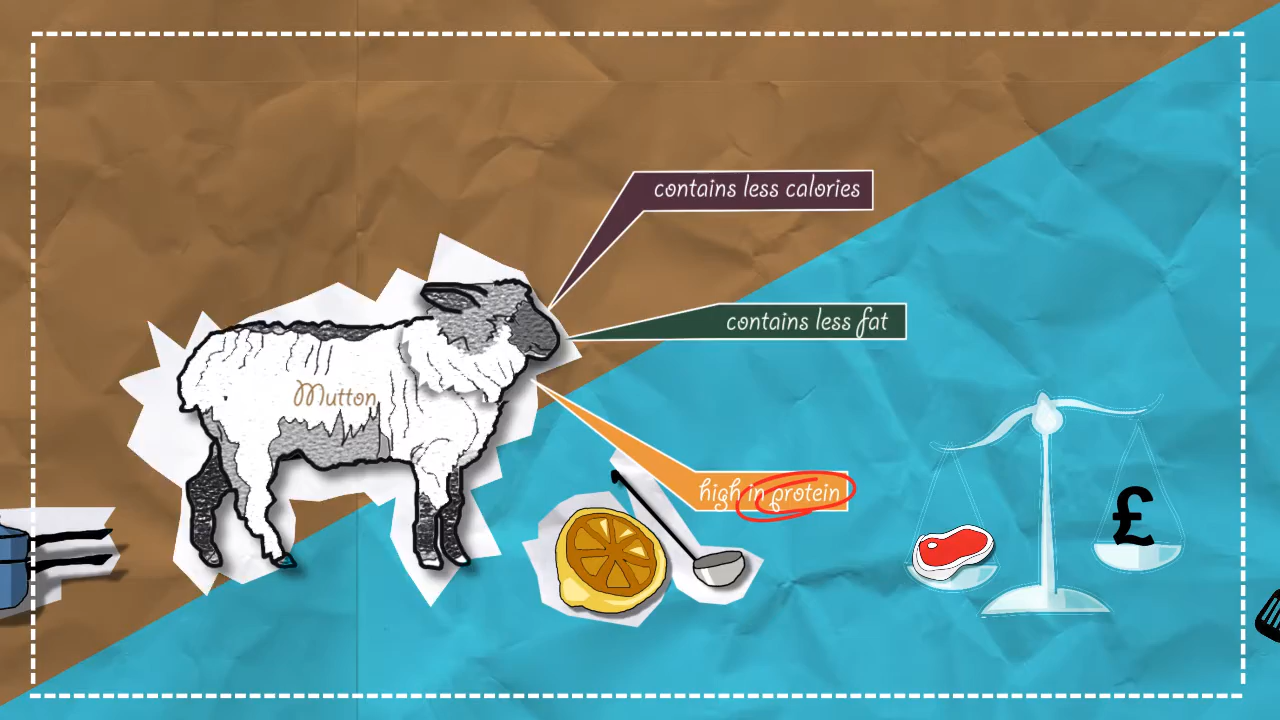 contains less calories
contains less fat
Mutton
high in protein
£